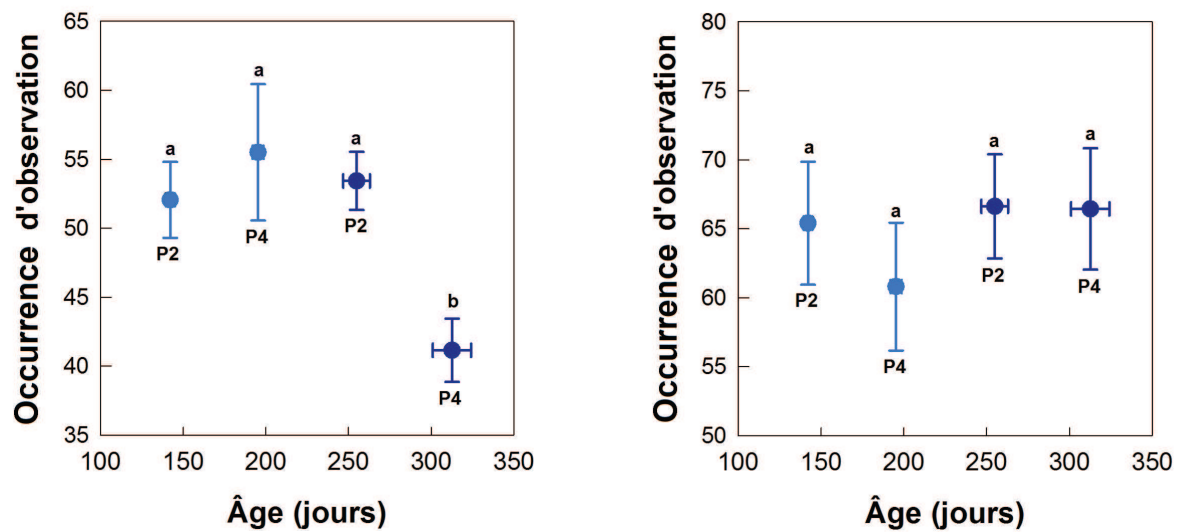 Occurrence d'observation
65
60
55
50
45
40
35
a
a
a
b
P2
P4
P2
P4
100 150 200 250 300 350
Âge (jours)
Occurrence d'observation
80
75
70
65
60
55
50
a
a
a
a
P2
P4
P2
P4
100 150 200 250 300 350
Âge (jours)